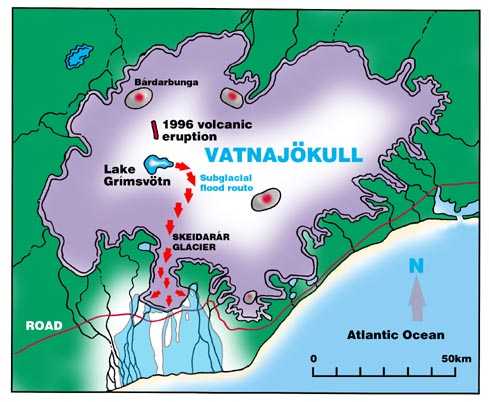 Bárdarbunga
1996 volcanic
eruption
VATNAJÖKULL
Lake
Grímsvötn
Subglacial
flood route
SKEIDARÁR
GLACIER
N
ROAD
Atlantic Ocean
0
50km